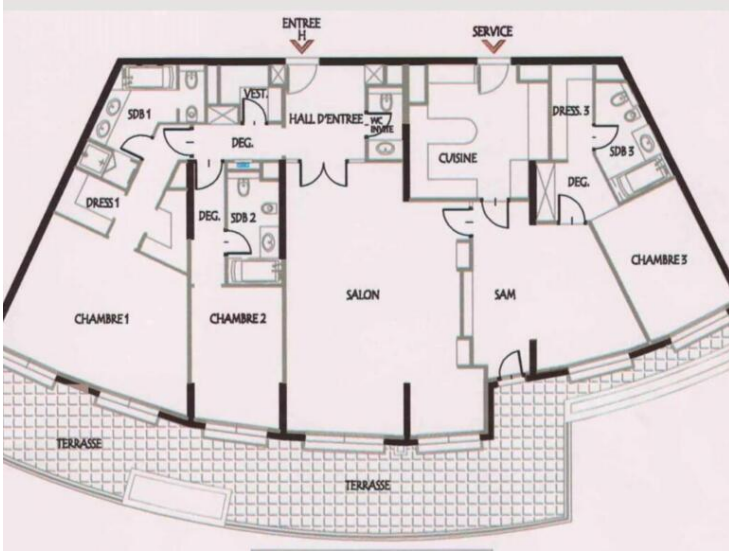 ENTREE
H
SERVICE
SDB 1
VEST.
HALL D'ENTREE
WC
INVITE
DEG.
CUISINE
DRESS. 3
SDB 3
DEG.
DRESS 1
DEG.
SDB 2
CHAMBRE 1
CHAMBRE 2
SALON
SAM
CHAMBRE 3
TERRASSE
TERRASSE